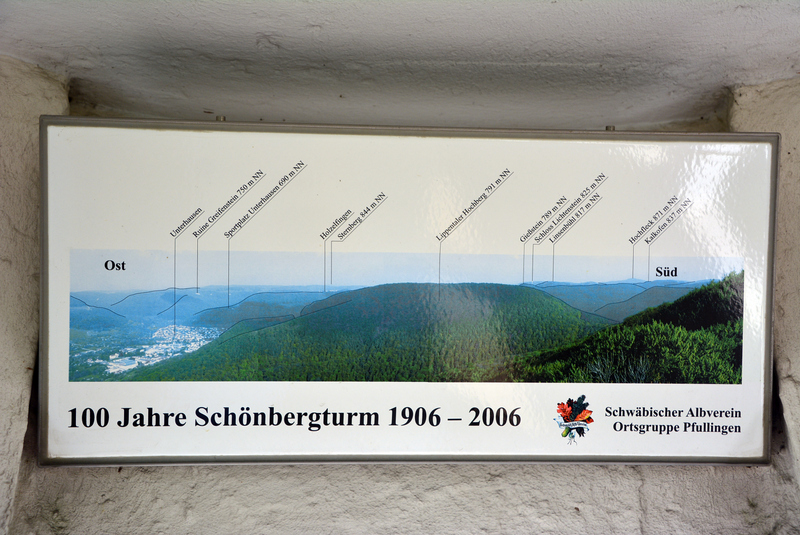 Unterhausen
Ruine Greifenstein 750 m NN
Sportplatz Unterhausen 690 m NN
Holzelfingen
Sternberg 844 m NN
Lippentaler Hochberg 791 m NN
Gießstein 789 m NN
Schloss Lichtenstein 825 m NN
Linsenbühl 817 m NN
Hochfleck 871 m NN
Kalkofen 837 m NN
Ost
Süd
100 Jahre Schönbergturm 1906 – 2006
Schwäbischer Albverein
Ortsgruppe Pfullingen